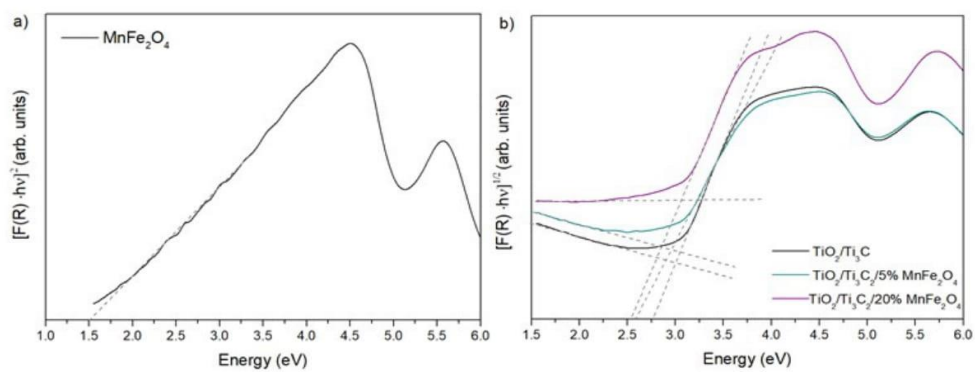 a)
MnFe₂O₄
[F(R) ·hν]² (arb. units)
1.0 1.5 2.0 2.5 3.0 3.5 4.0 4.5 5.0 5.5 6.0
Energy (eV)
b)
[F(R) ·hν]^1/2 (arb. units)
TiO₂/Ti₃C
TiO₂/Ti₃C₂/5% MnFe₂O₄
TiO₂/Ti₃C₂/20% MnFe₂O₄
1.5 2.0 2.5 3.0 3.5 4.0 4.5 5.0 5.5 6.0
Energy (eV)